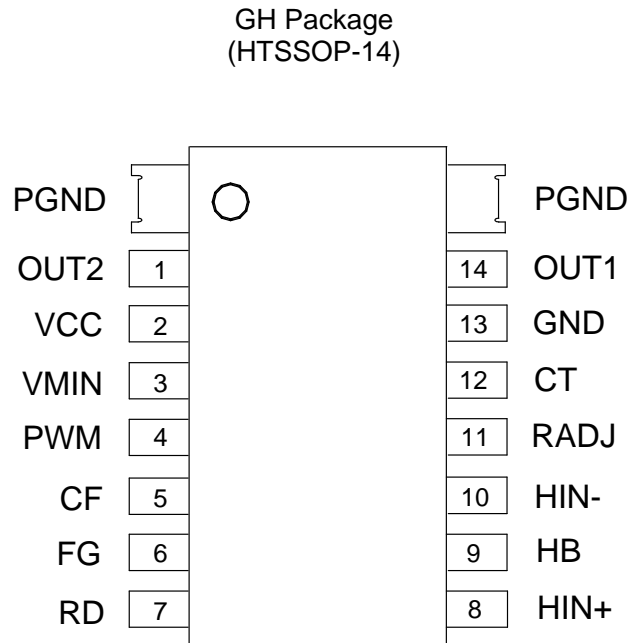 GH Package
(HTSSOP-14)
PGND PGND
OUT2 1 14 OUT1
VCC 2 13 GND
VMIN 3 12 CT
PWM 4 11 RADJ
CF 5 10 HIN-
FG 6 9 HB
RD 7 8 HIN+